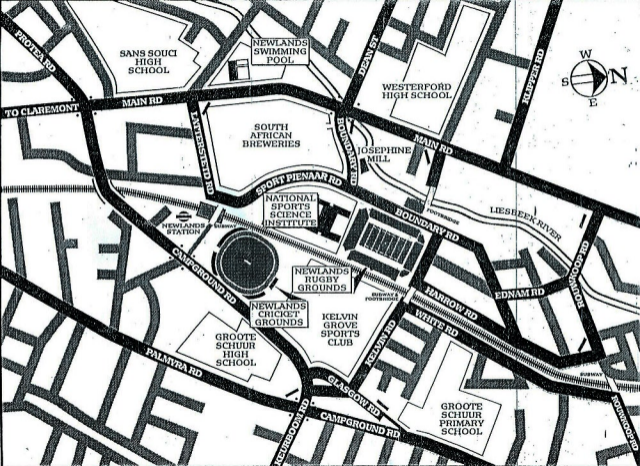 PROTEA RD
SANS SOUCI
HIGH
SCHOOL
NEWLANDS
SWIMMING
POOL
DEAN ST
WESTERFORD
HIGH SCHOOL
KLIPPER RD
W
S
N
E
TO CLAREMONT
MAIN RD
LETTERSTEDT RD
SOUTH
AFRICAN
BREWERIES
BOUNDARY RD
JOSEPHINE
MILL
MAIN RD
SPORT PIENAAR RD
NATIONAL
SPORTS
SCIENCE
INSTITUTE
FOOTBRIDGE
LIESBEEK RIVER
BOUNDARY RD
NEWLANDS
STATION
SUBWAY
CAMPGROUND RD
NEWLANDS
RUGBY
GROUNDS
SUBWAY &
FOOTBRIDGE
EDNAM RD
NEWLANDS
CRICKET
GROUNDS
KELVIN
GROVE
SPORTS
CLUB
HARROW RD
WHITE RD
KELVIN RD
GROOTE
SCHUUR
HIGH
SCHOOL
PALMYRA RD
SUBWAY
GLASGOW RD
KEURBOOM RD
CAMPGROUND RD
GROOTE
SCHUUR
PRIMARY
SCHOOL